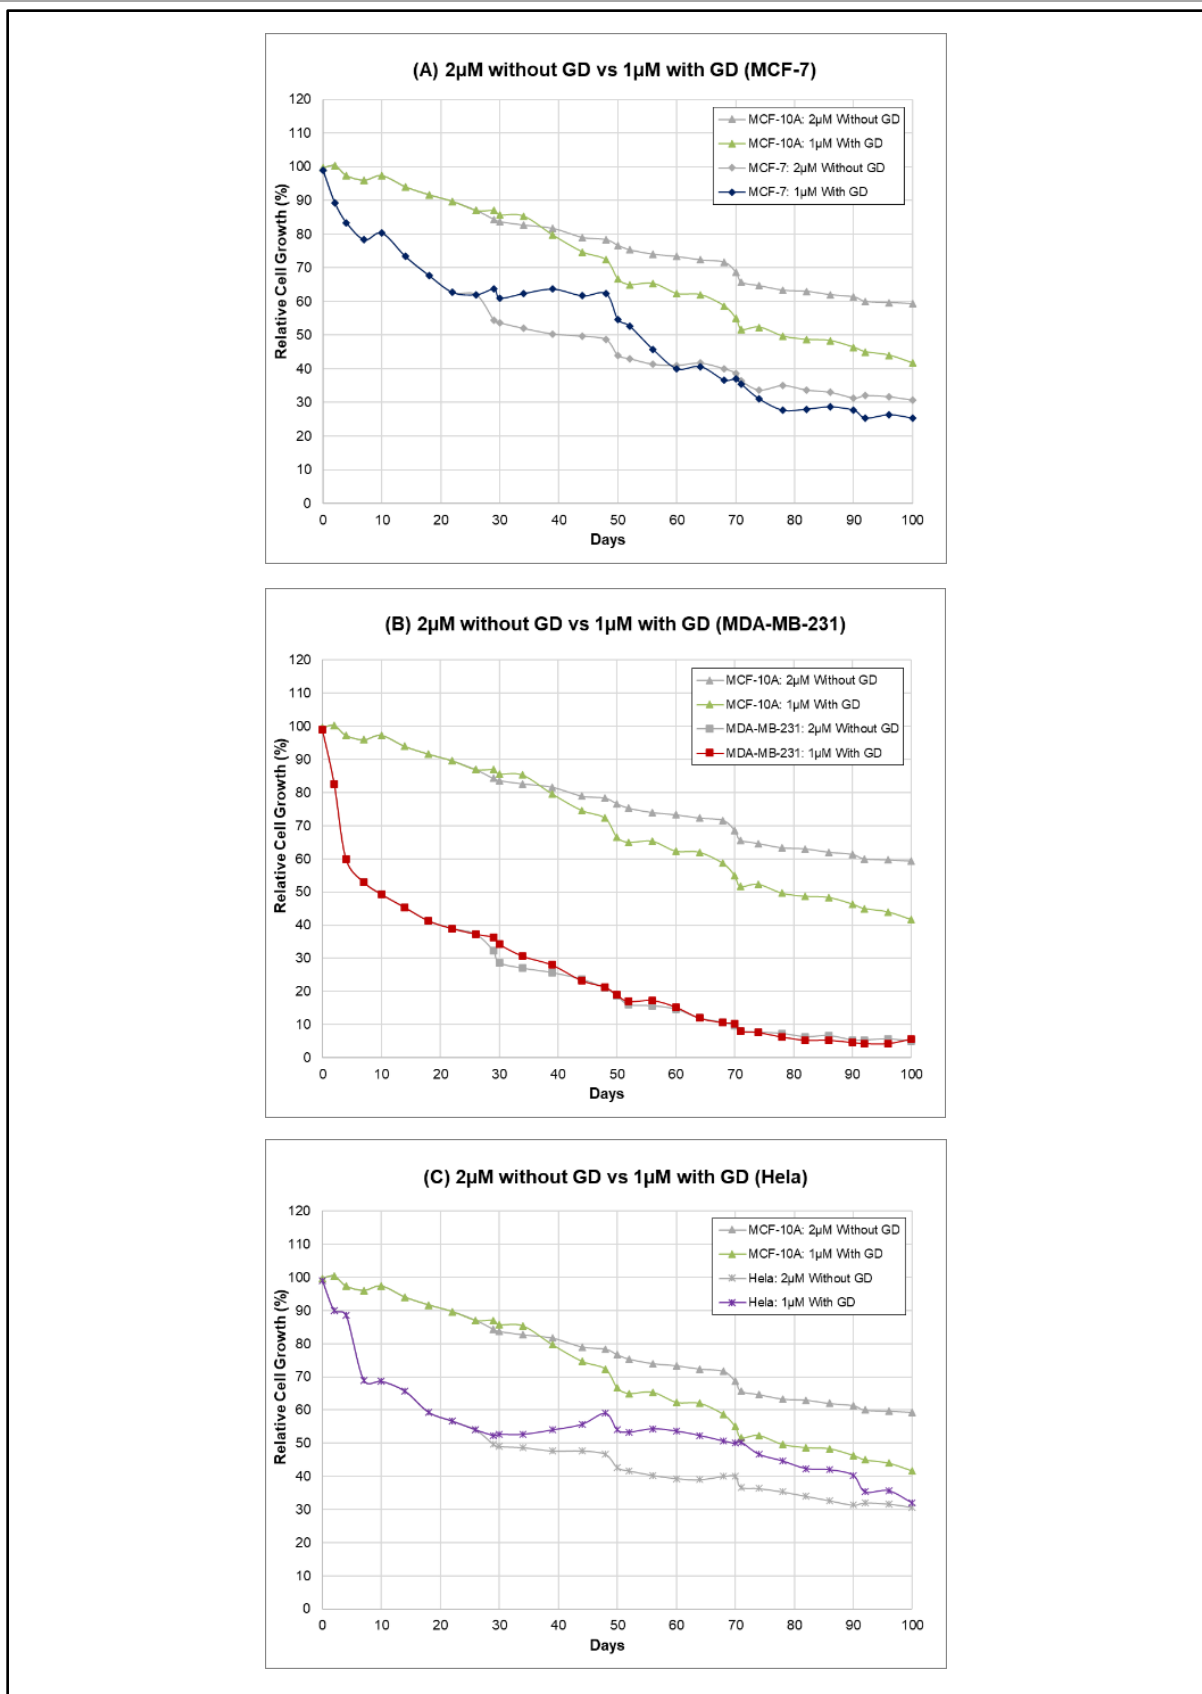 (A) 2µM without GD vs 1µM with GD (MCF-7)
120
110
100
90
80
70
60
50
40
30
20
10
0
Relative Cell Growth (%)
MCF-10A: 2µM Without GD
MCF-10A: 1µM With GD
MCF-7: 2µM Without GD
MCF-7: 1µM With GD
0 10 20 30 40 50 60 70 80 90 100
Days
(B) 2µM without GD vs 1µM with GD (MDA-MB-231)
120
110
100
90
80
70
60
50
40
30
20
10
0
Relative Cell Growth (%)
MCF-10A: 2µM Without GD
MCF-10A: 1µM With GD
MDA-MB-231: 2µM Without GD
MDA-MB-231: 1µM With GD
0 10 20 30 40 50 60 70 80 90 100
Days
(C) 2µM without GD vs 1µM with GD (Hela)
120
110
100
90
80
70
60
50
40
30
20
10
0
Relative Cell Growth (%)
MCF-10A: 2µM Without GD
MCF-10A: 1µM With GD
Hela: 2µM Without GD
Hela: 1µM With GD
0 10 20 30 40 50 60 70 80 90 100
Days